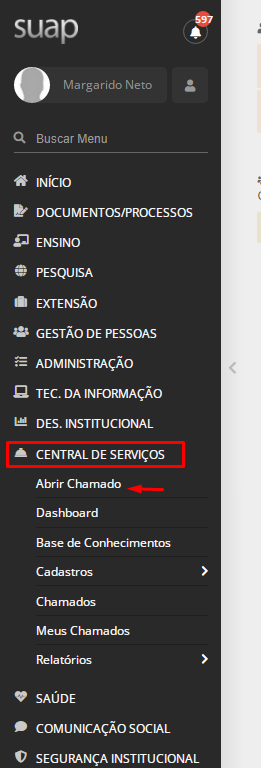 suap
597
Margarido Neto
Buscar Menu
INÍCIO
DOCUMENTOS/PROCESSOS
ENSINO
PESQUISA
EXTENSÃO
GESTÃO DE PESSOAS
ADMINISTRAÇÃO
TEC. DA INFORMAÇÃO
DES. INSTITUCIONAL
CENTRAL DE SERVIÇOS
Abrir Chamado
Dashboard
Base de Conhecimentos
Cadastros
Chamados
Meus Chamados
Relatórios
SAÚDE
COMUNICAÇÃO SOCIAL
SEGURANÇA INSTITUCIONAL